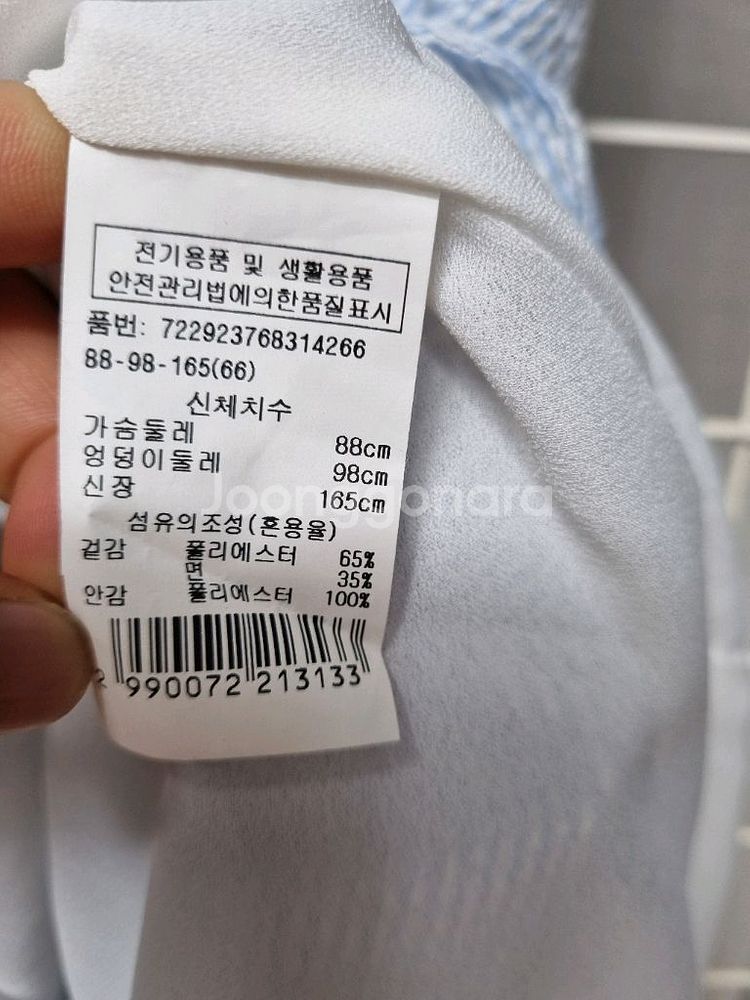 전기용품 및 생활용품
안전관리법에의한품질표시
품번: 722923768314266
88-98-165(66)
신체치수
가슴둘레 88cm
엉덩이둘레 98cm
신장 165cm
Joonggonara
섬유의조성(혼용율)
겉감 폴리에스터 65%
면 35%
안감 폴리에스터 100%
2 990072 213133